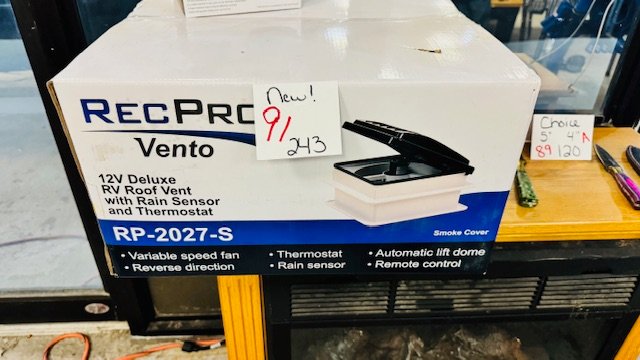 RECPRO
Vento
12V Deluxe
RV Roof Vent
with Rain Sensor
and Thermostat
RP-2027-S
Smoke Cover
• Variable speed fan
• Reverse direction
• Thermostat
• Rain sensor
• Automatic lift dome
• Remote control
New!
91
243
Choice
5" 4" A
89 120